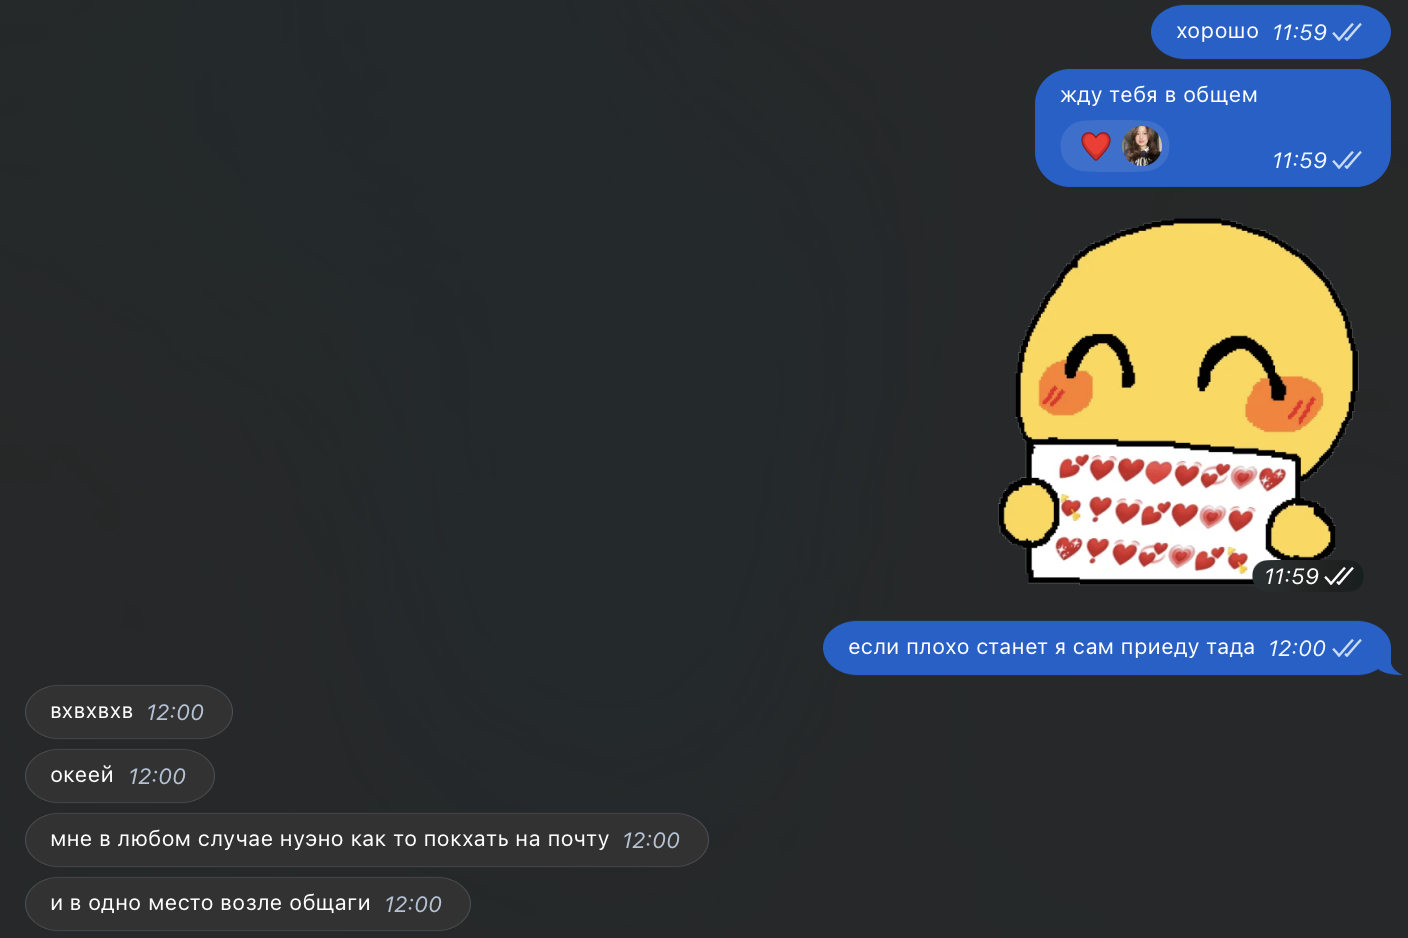 хорошо 11:59
жду тебя в общем
11:59
11:59
если плохо станет я сам приеду тада 12:00
вхвхвхв 12:00
океей 12:00
мне в любом случае нуэно как то покхать на почту 12:00
и в одно место возле общаги 12:00